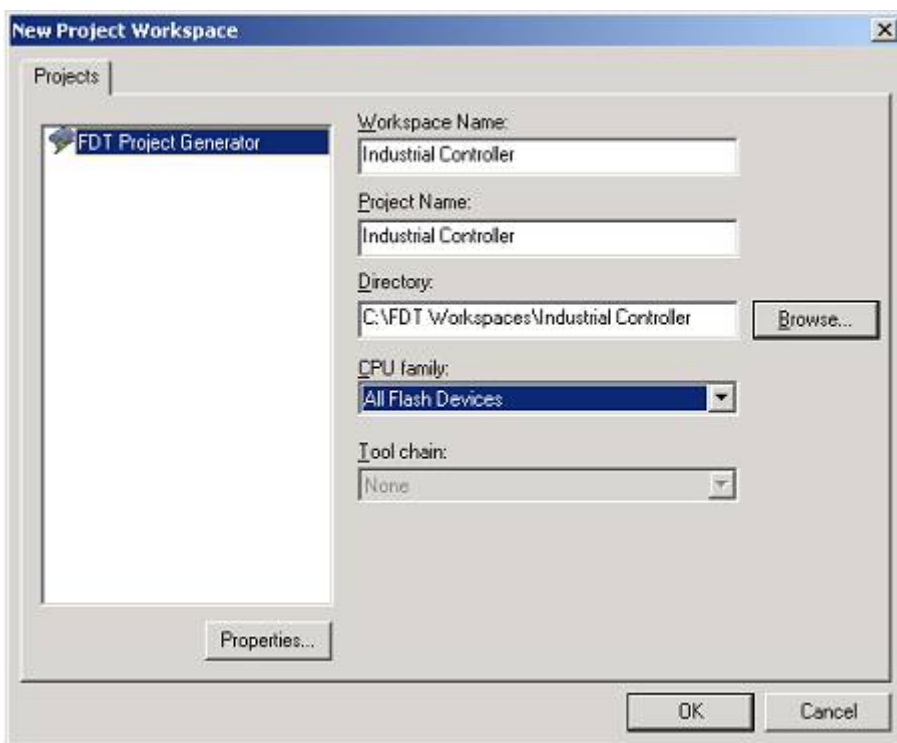 New Project Workspace
Projects
FDT Project Generator
Workspace Name:
Industrial Controller
Project Name:
Industrial Controller
Directory:
C:\FDT Workspaces\Industrial Controller
Browse...
CPU family:
All Flash Devices
Tool chain:
None
Properties...
OK
Cancel